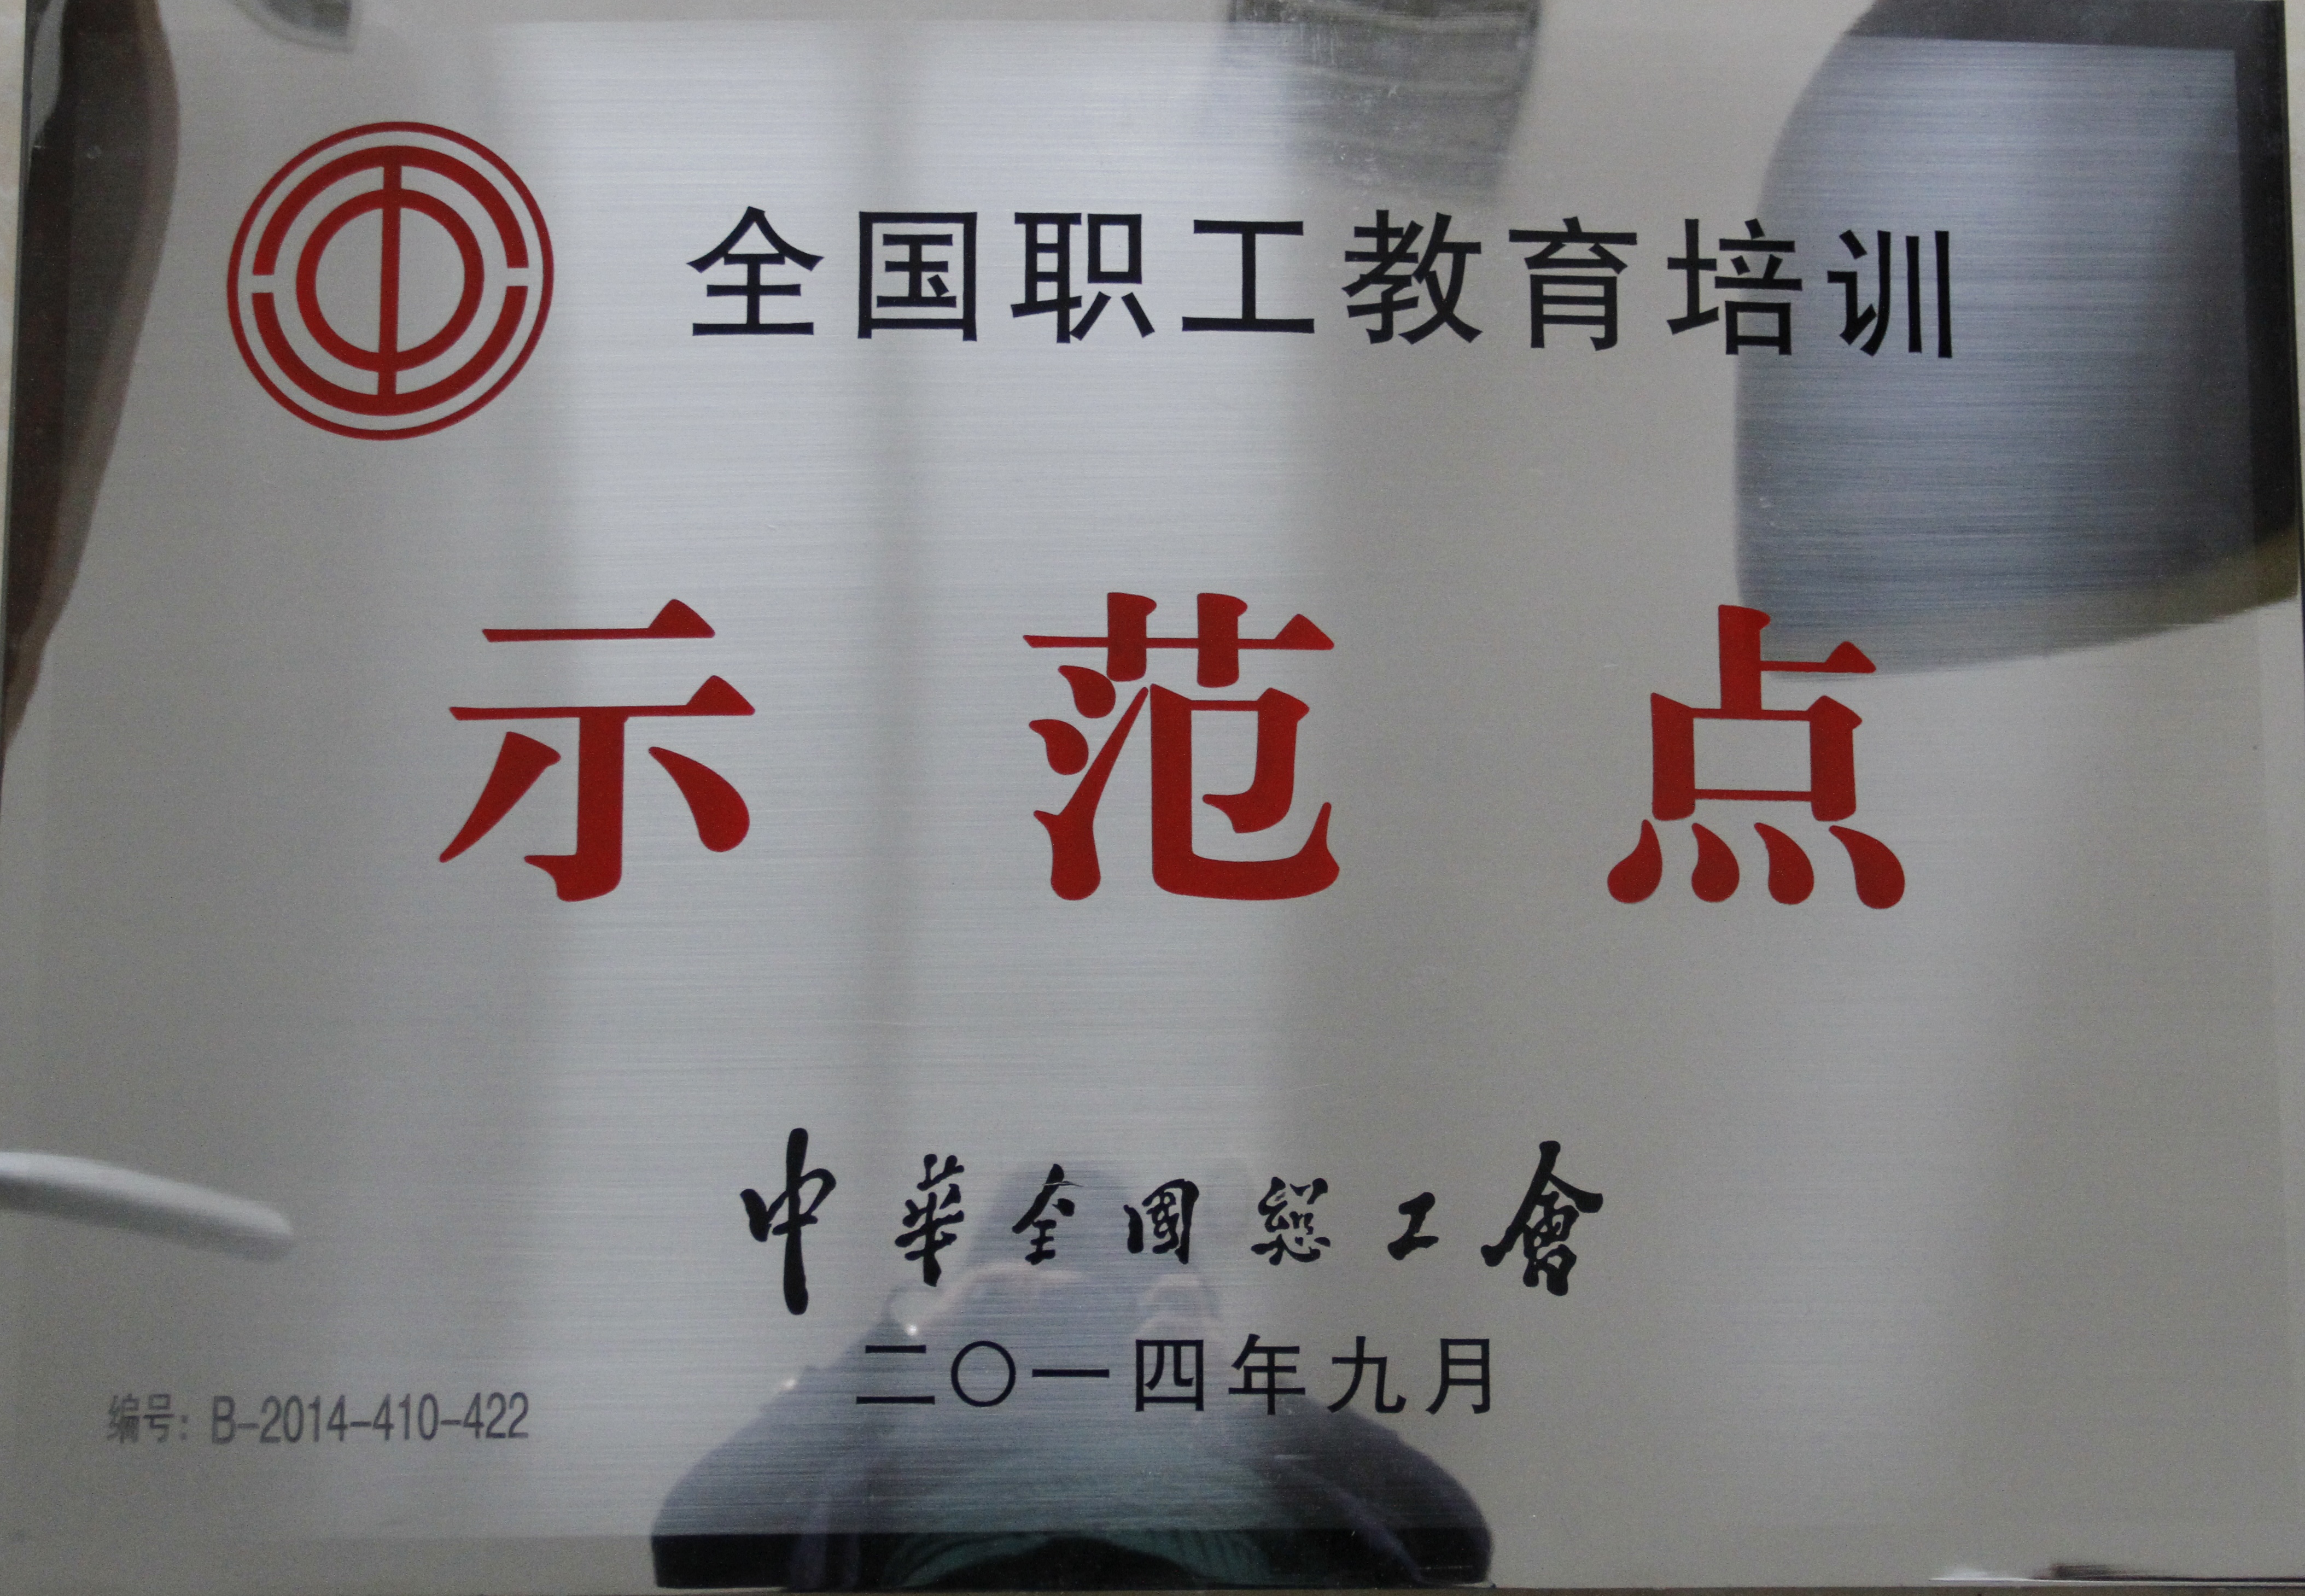 全国职工教育培训
示范点
中華全國總工會
二〇一四年九月
编号：B-2014-410-422